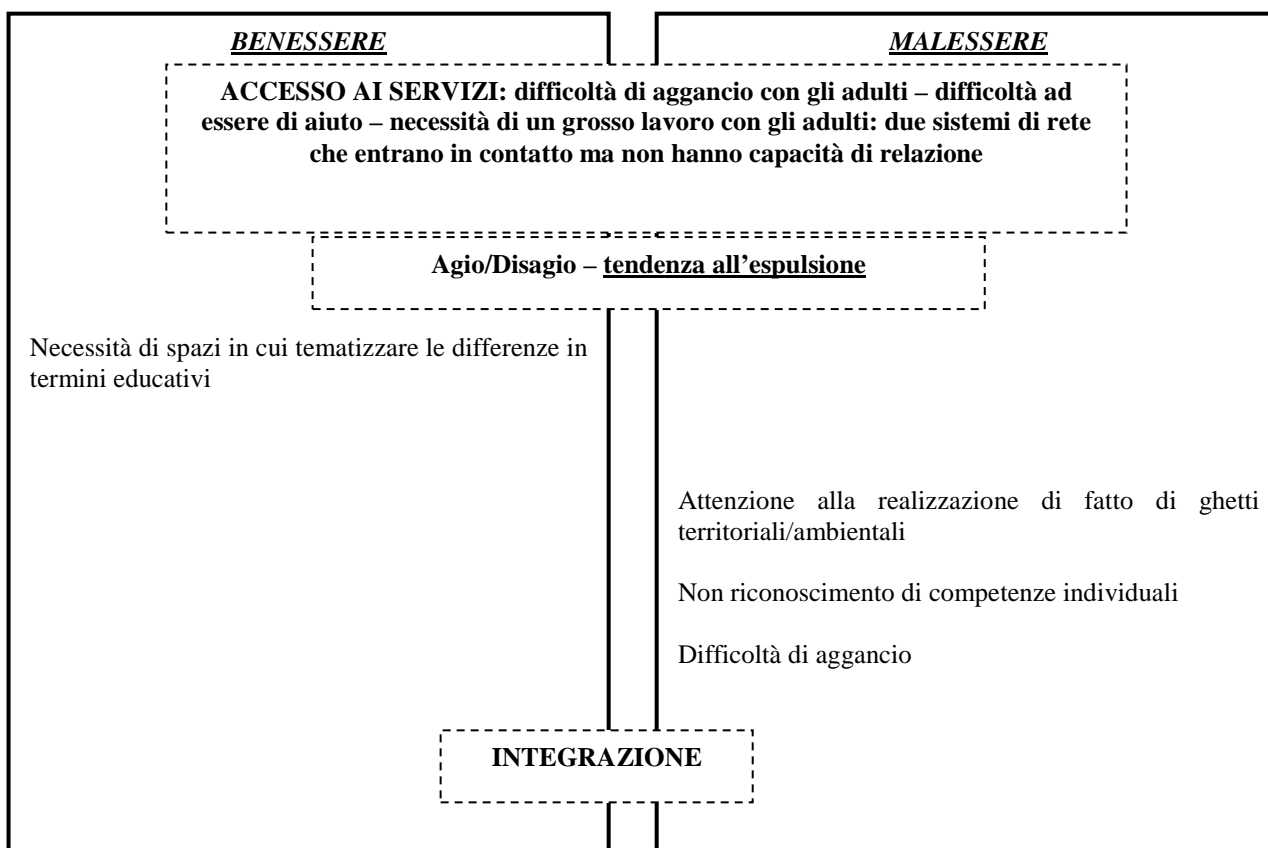 BENESSERE
MALESSERE
ACCESSO AI SERVIZI: difficoltà di aggancio con gli adulti – difficoltà ad
essere di aiuto – necessità di un grosso lavoro con gli adulti: due sistemi di rete
che entrano in contatto ma non hanno capacità di relazione
Agio/Disagio – tendenza all’espulsione
Necessità di spazi in cui tematizzare le differenze in
termini educativi
Attenzione alla realizzazione di fatto di ghetti
territoriali/ambientali
Non riconoscimento di competenze individuali
Difficoltà di aggancio
INTEGRAZIONE